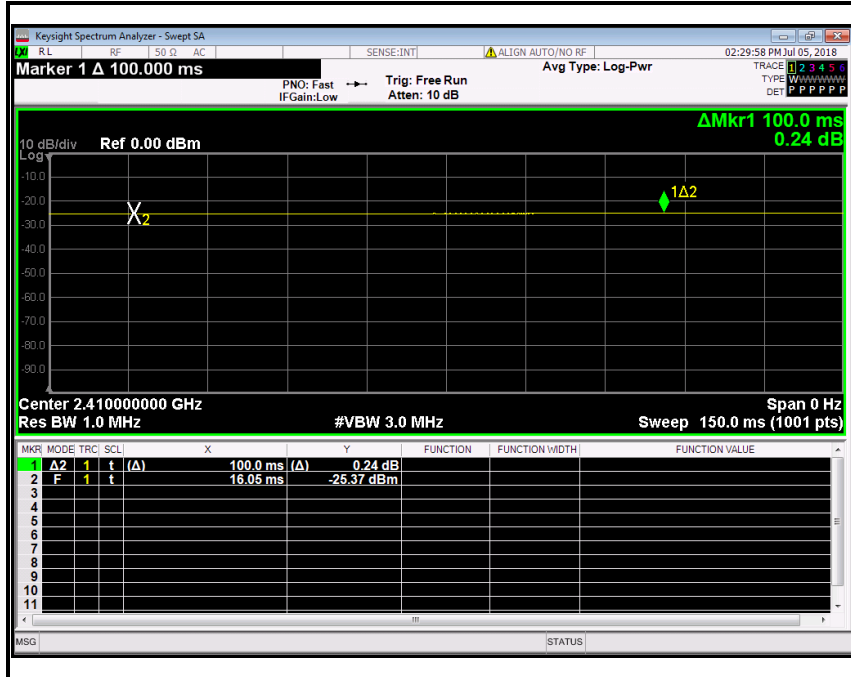 Keysight Spectrum Analyzer - Swept SA
LXI RL RF 50 Ω AC SENSE:INT ALIGN AUTO/NO RF 02:29:58 PM Jul 05, 2018
Marker 1 Δ 100.000 ms Avg Type: Log-Pwr TRACE 1 2 3 4 5 6
PNO: Fast Trig: Free Run TYPE WWWWWW
IFGain:Low Atten: 10 dB DET P P P P P P
ΔMkr1 100.0 ms
10 dB/div Ref 0.00 dBm 0.24 dB
Log
-10.0
1Δ2
-20.0
X2
-30.0
-40.0
-50.0
-60.0
-70.0
-80.0
-90.0
Center 2.410000000 GHz Span 0 Hz
Res BW 1.0 MHz #VBW 3.0 MHz Sweep 150.0 ms (1001 pts)
MKR MODE TRC SCL X Y FUNCTION FUNCTION WIDTH FUNCTION VALUE
1 Δ2 1 t (Δ) 100.0 ms (Δ) 0.24 dB
2 F 1 t 16.05 ms -25.37 dBm
3
4
5
6
7
8
9
10
11
MSG STATUS